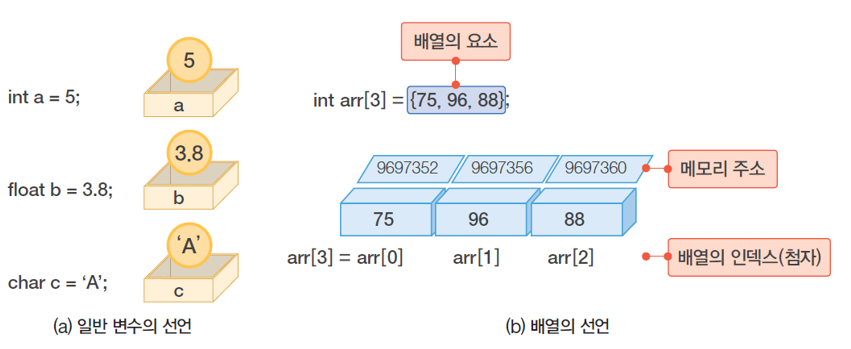 int a = 5;
5
a
float b = 3.8;
3.8
b
char c = ‘A’;
‘A’
c
(a) 일반 변수의 선언
배열의 요소
int arr[3] = {75, 96, 88};
9697352 9697356 9697360
메모리 주소
75 96 88
arr[3] = arr[0] arr[1] arr[2]
배열의 인덱스(첨자)
(b) 배열의 선언